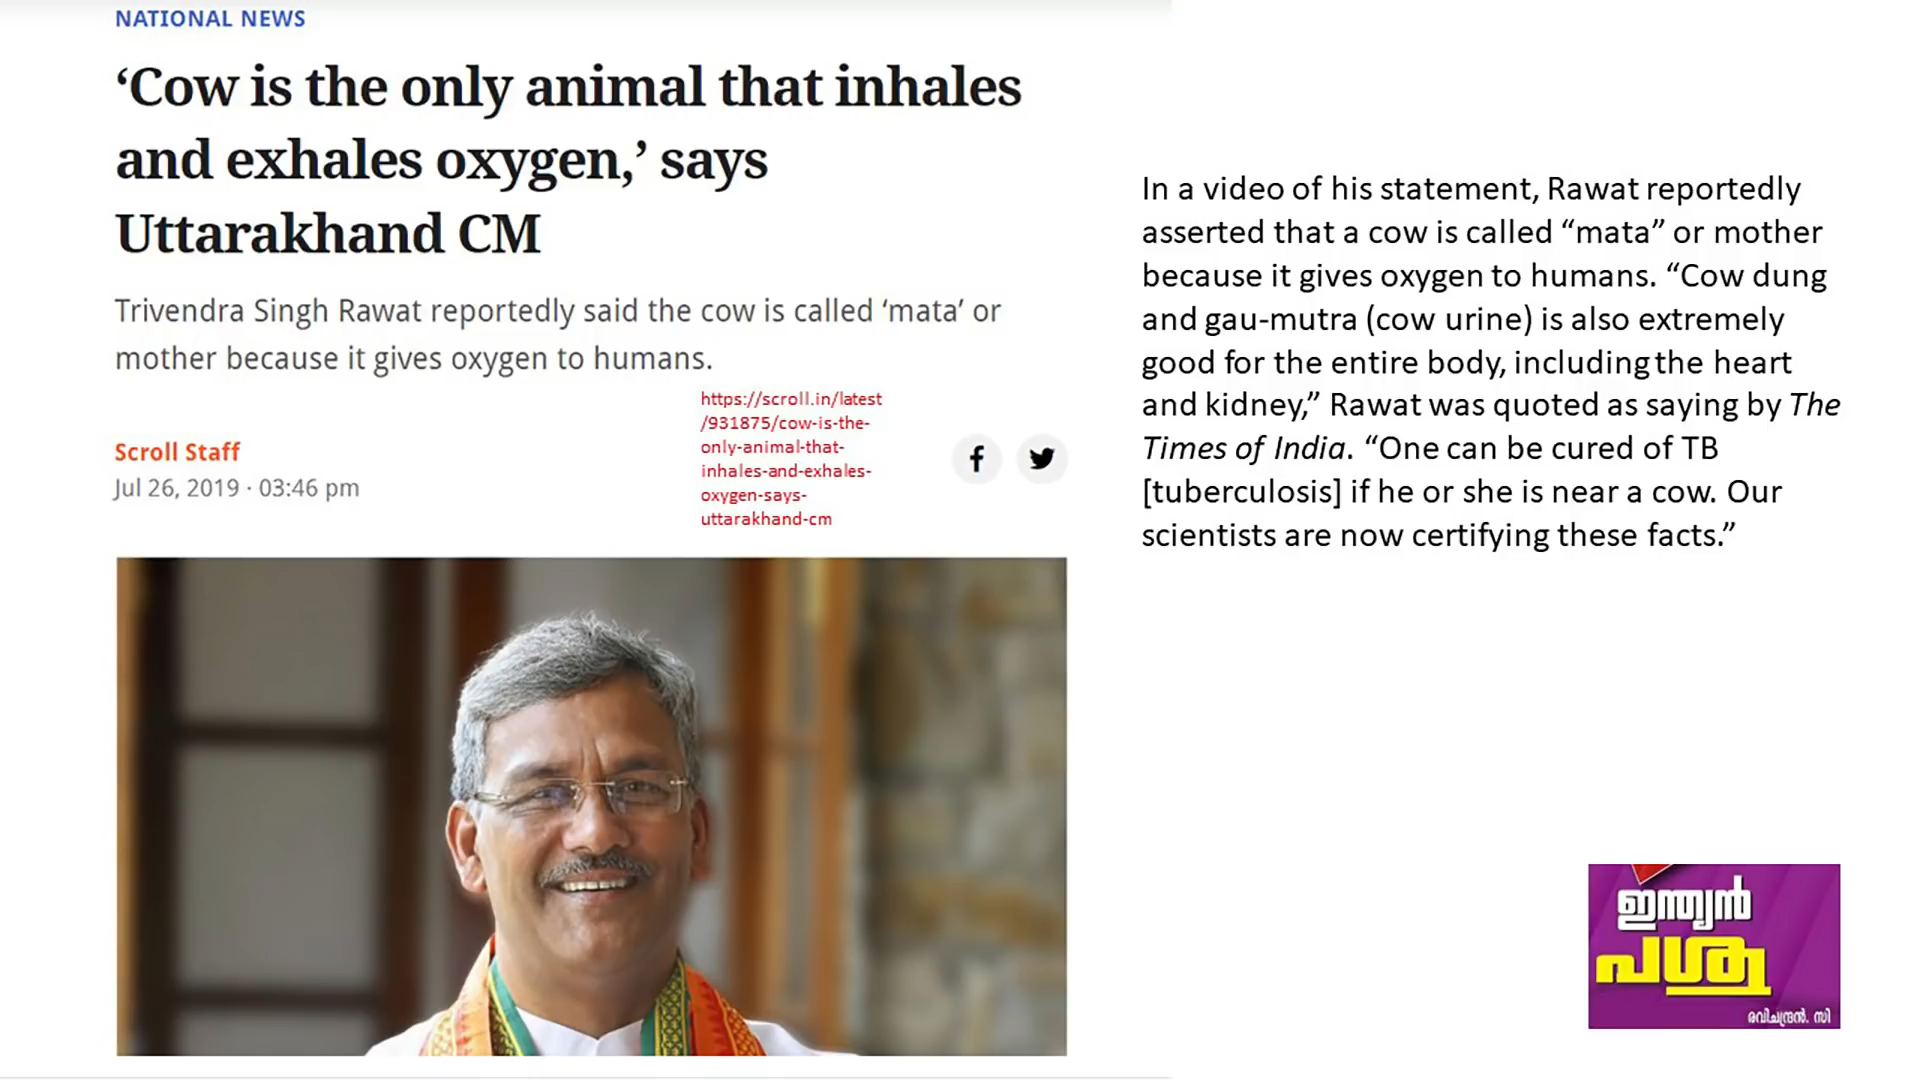 NATIONAL NEWS
‘Cow is the only animal that inhales
and exhales oxygen,’ says
Uttarakhand CM
Trivendra Singh Rawat reportedly said the cow is called ‘mata’ or
mother because it gives oxygen to humans.
Scroll Staff
Jul 26, 2019 · 03:46 pm
https://scroll.in/latest
/931875/cow-is-the-
only-animal-that-
inhales-and-exhales-
oxygen-says-
uttarakhand-cm
In a video of his statement, Rawat reportedly
asserted that a cow is called “mata” or mother
because it gives oxygen to humans. “Cow dung
and gau-mutra (cow urine) is also extremely
good for the entire body, including the heart
and kidney,” Rawat was quoted as saying by The
Times of India. “One can be cured of TB
[tuberculosis] if he or she is near a cow. Our
scientists are now certifying these facts.”
ഇന്ത്യൻ
പശു
രവിചന്ദ്രൻ. സി